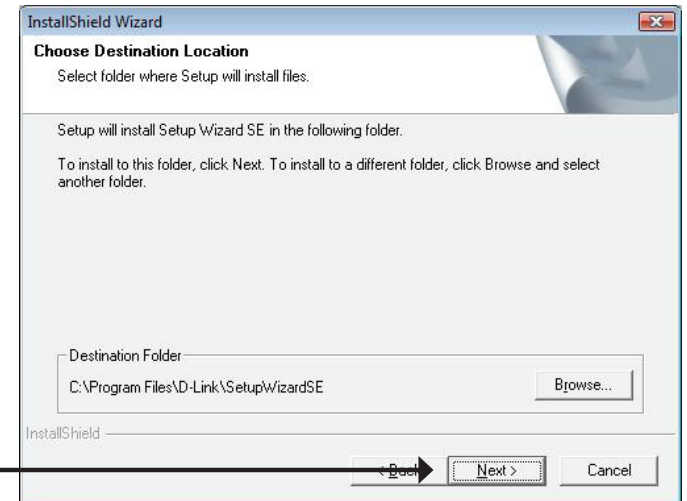 InstallShield Wizard
Choose Destination Location
Select folder where Setup will install files.
Setup will install Setup Wizard SE in the following folder.
To install to this folder, click Next. To install to a different folder, click Browse and select
another folder.
Destination Folder
C:\Program Files\D-Link\SetupWizardSE
Browse...
InstallShield
< Back Next > Cancel